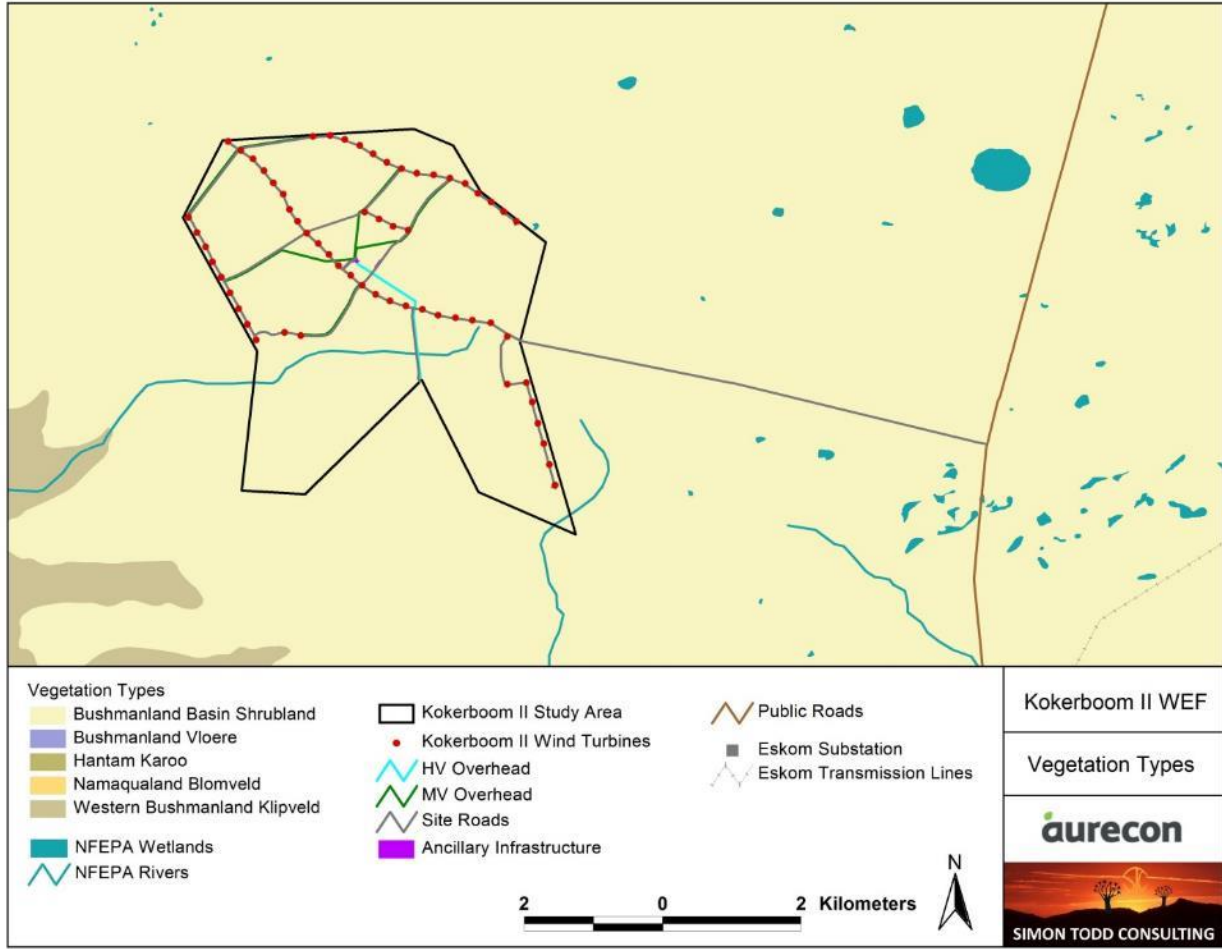 Vegetation Types
Bushmanland Basin Shrubland
Bushmanland Vloere
Hantam Karoo
Namaqualand Blomveld
Western Bushmanland Klipveld
NFEPA Wetlands
NFEPA Rivers
Kokerboom II Study Area
Kokerboom II Wind Turbines
HV Overhead
MV Overhead
Site Roads
Ancillary Infrastructure
Public Roads
Eskom Substation
Eskom Transmission Lines
2 0 2 Kilometers
N
Kokerboom II WEF
Vegetation Types
aurecon
SIMON TODD CONSULTING